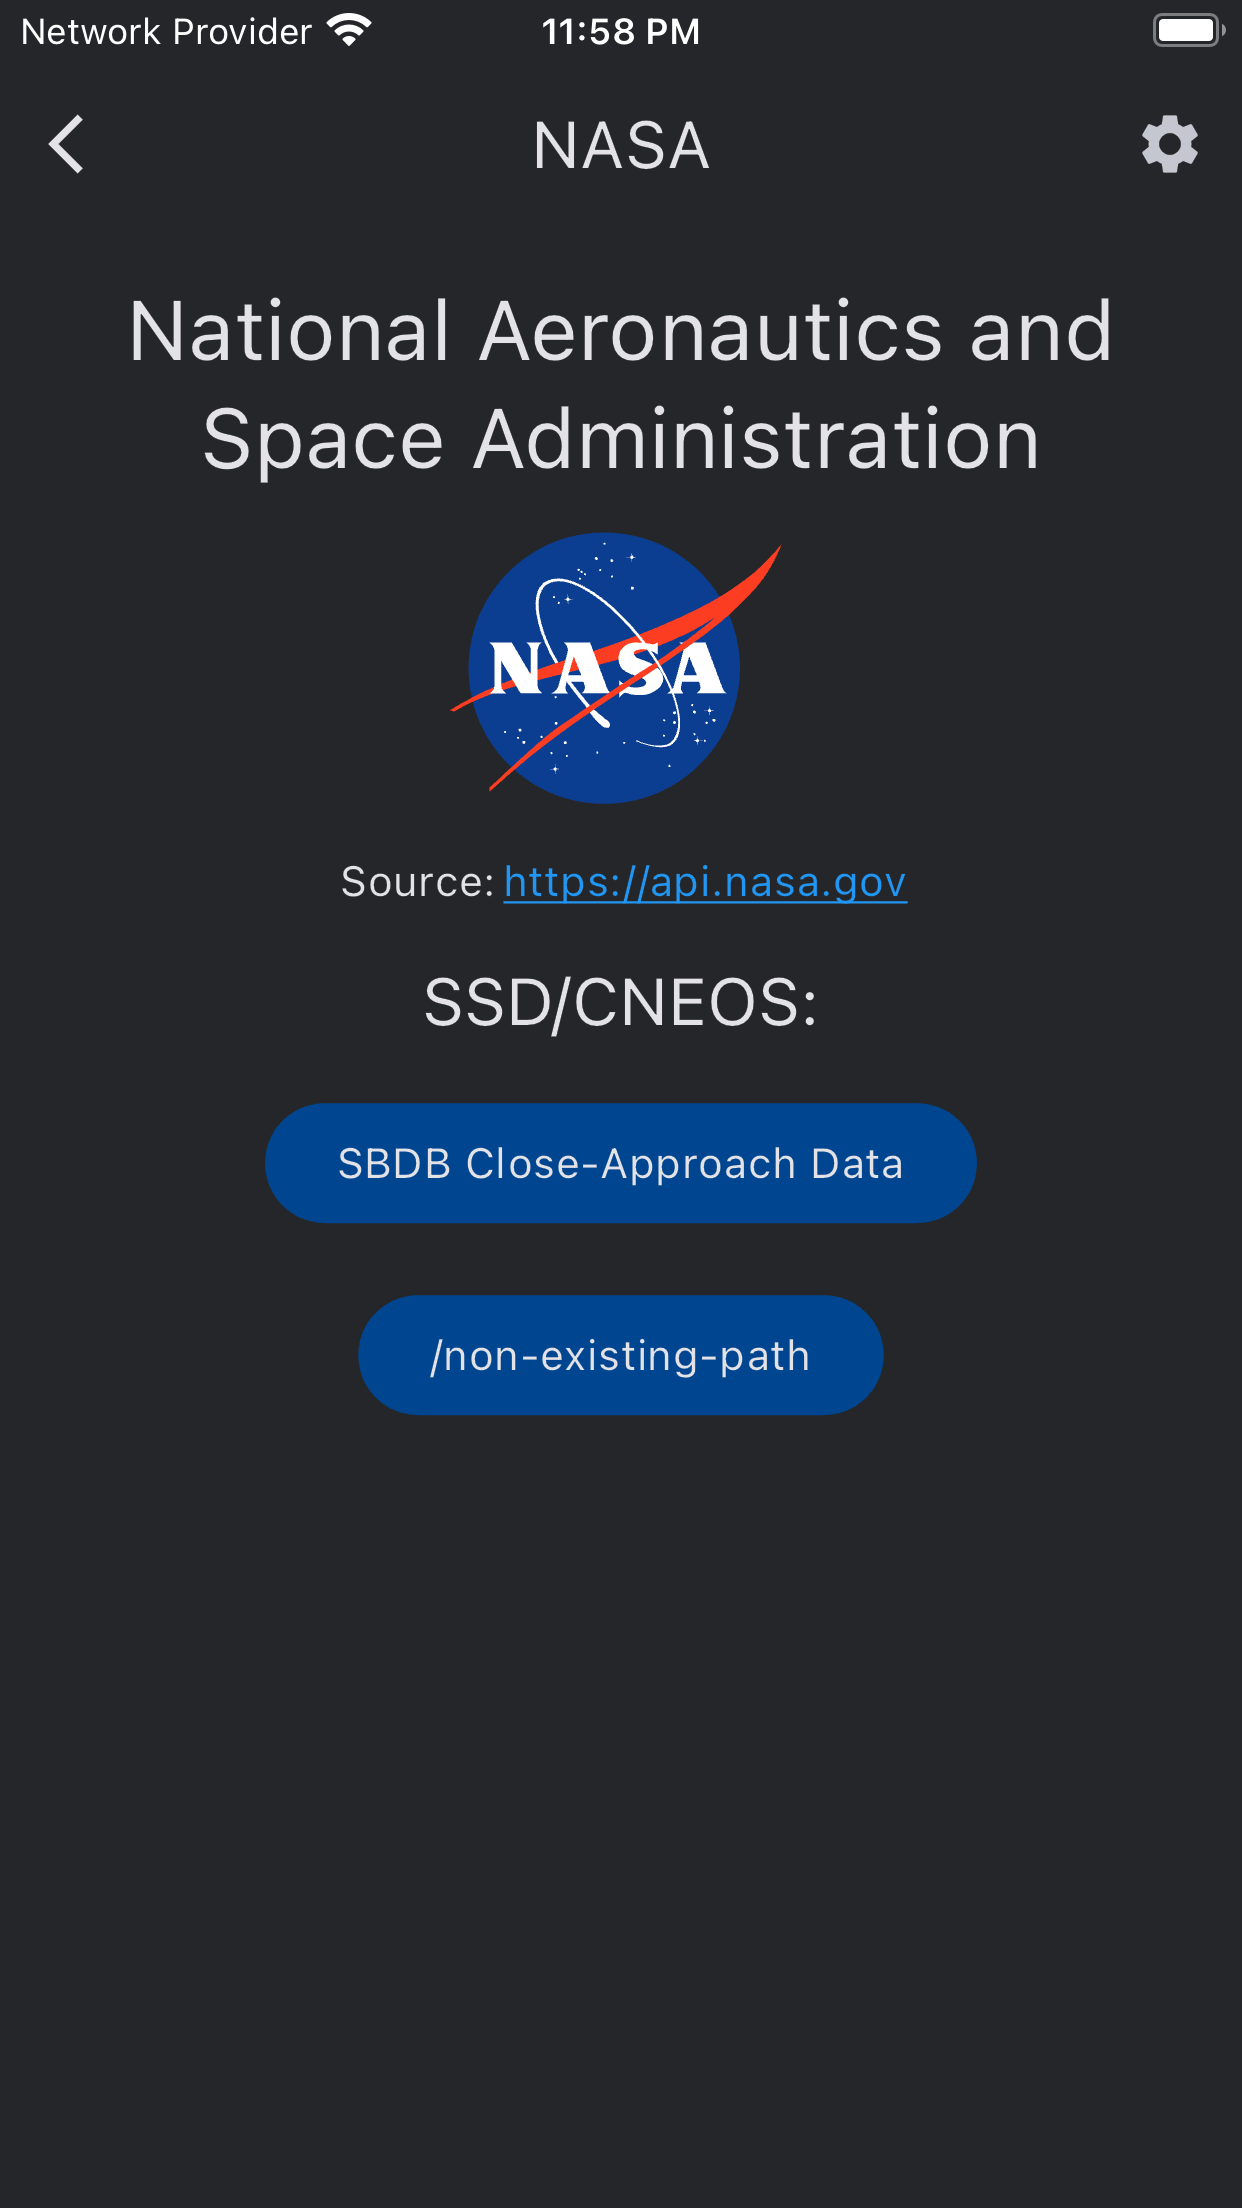 Network Provider 11:58 PM
NASA
National Aeronautics and
Space Administration
NASA
Source: https://api.nasa.gov
SSD/CNEOS:
SBDB Close-Approach Data
/non-existing-path